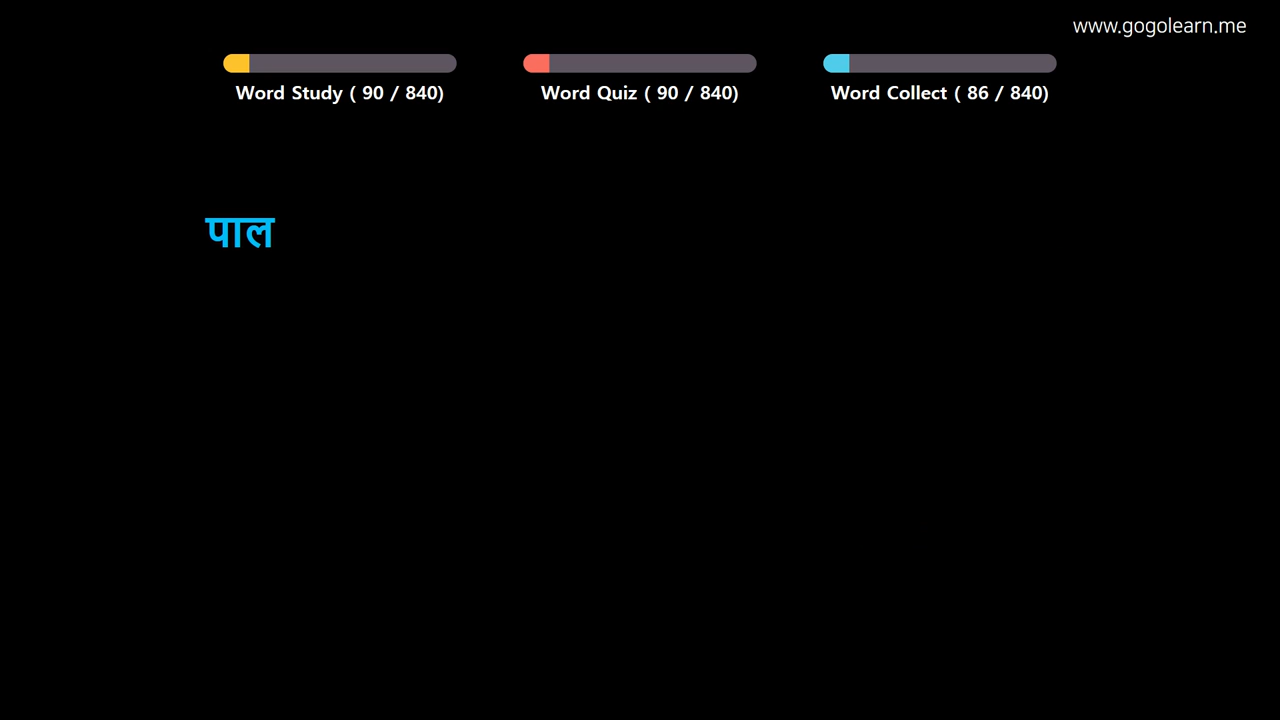 www.gogolearn.me
Word Study ( 90 / 840) Word Quiz ( 90 / 840) Word Collect ( 86 / 840)
पाल